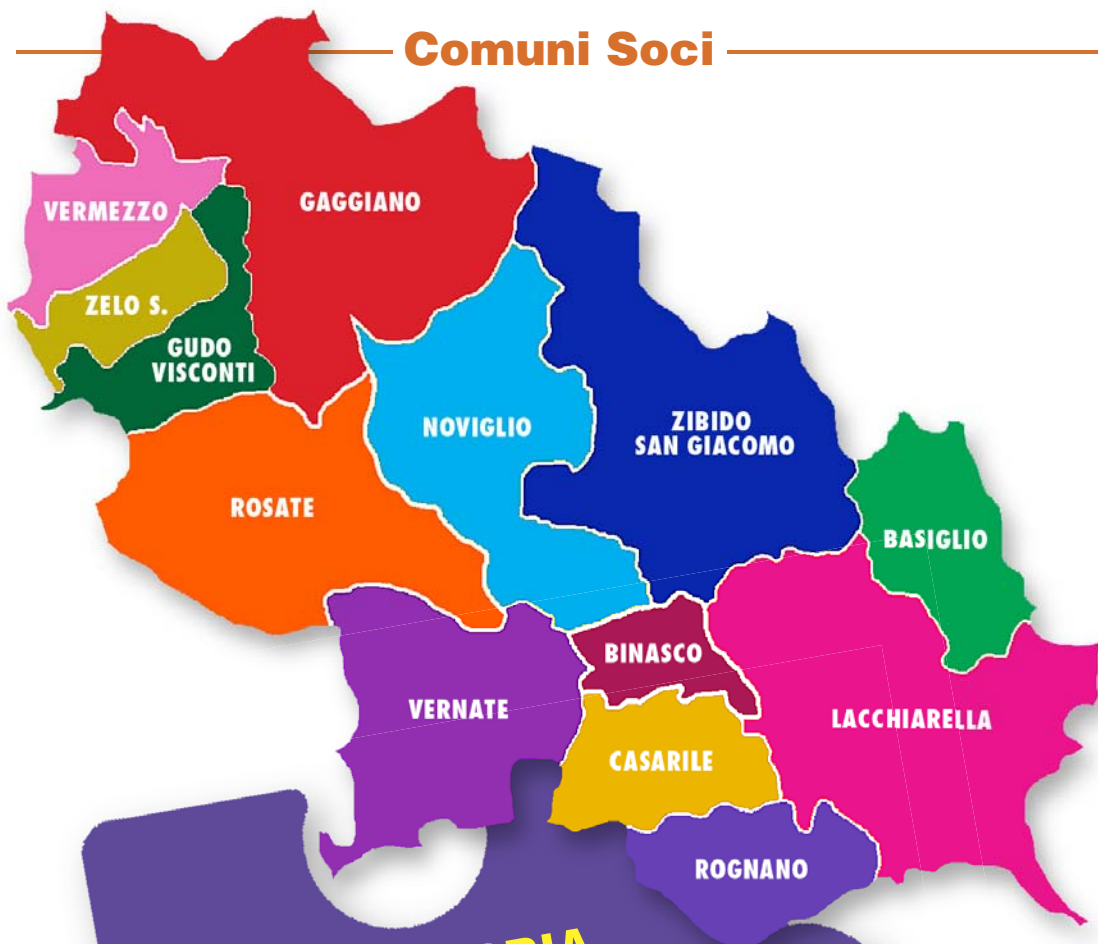 Comuni Soci
GAGGIANO
VERMEZZO
ZELO S.
GUDO
VISCONTI
NOVIGLIO
ZIBIDO
SAN GIACOMO
ROSATE
BASIGLIO
BINASCO
VERNATE
LACCHIARELLA
CASARILE
ROGNANO